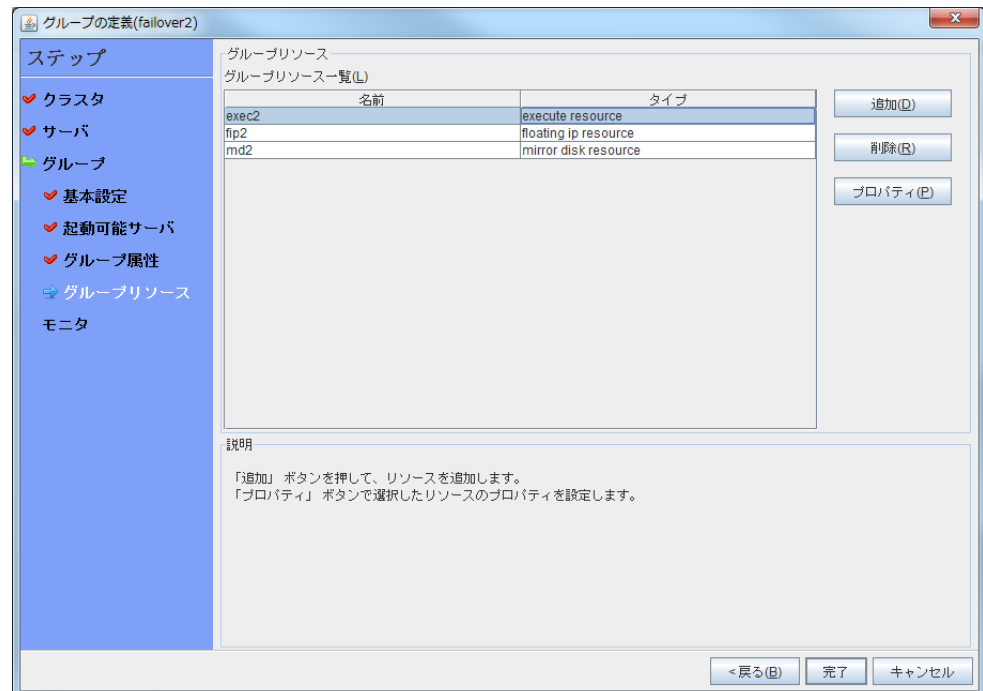 グループの定義(failover2)
ステップ
クラスタ
サーバ
グループ
基本設定
起動可能サーバ
グループ属性
グループリソース
モニタ
グループリソース
グループリソース一覧(L)
名前 タイプ
exec2 execute resource
fip2 floating ip resource
md2 mirror disk resource
追加(D)
削除(R)
プロパティ(P)
説明
「追加」 ボタンを押して、リソースを追加します。
「プロパティ」 ボタンで選択したリソースのプロパティを設定します。
<戻る(B) 完了 キャンセル